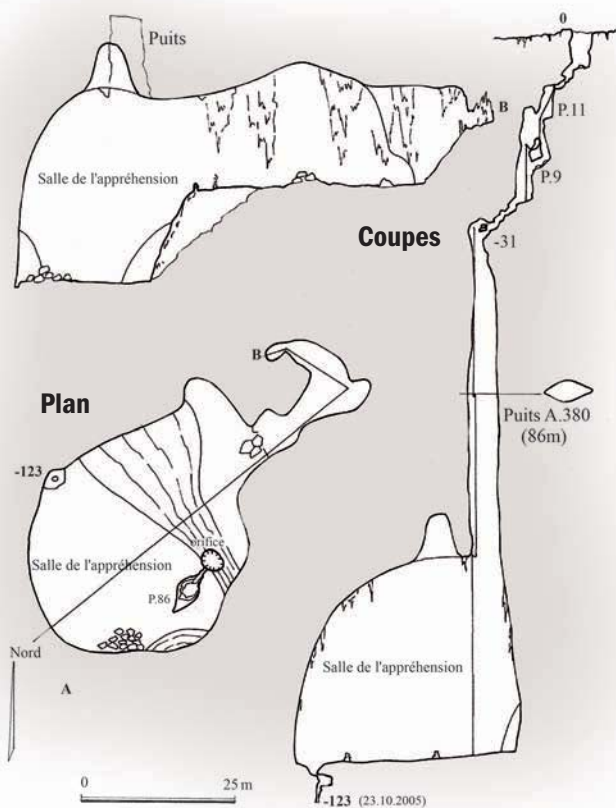 Puits
0
P.11
B
Salle de l'appréhension
P.9
Coupes
-31
B
Plan
Puits A.380
(86m)
-123
orifice
Salle de l'appréhension
P.86
Nord
Salle de l'appréhension
A
0 25 m
-123 (23.10.2005)